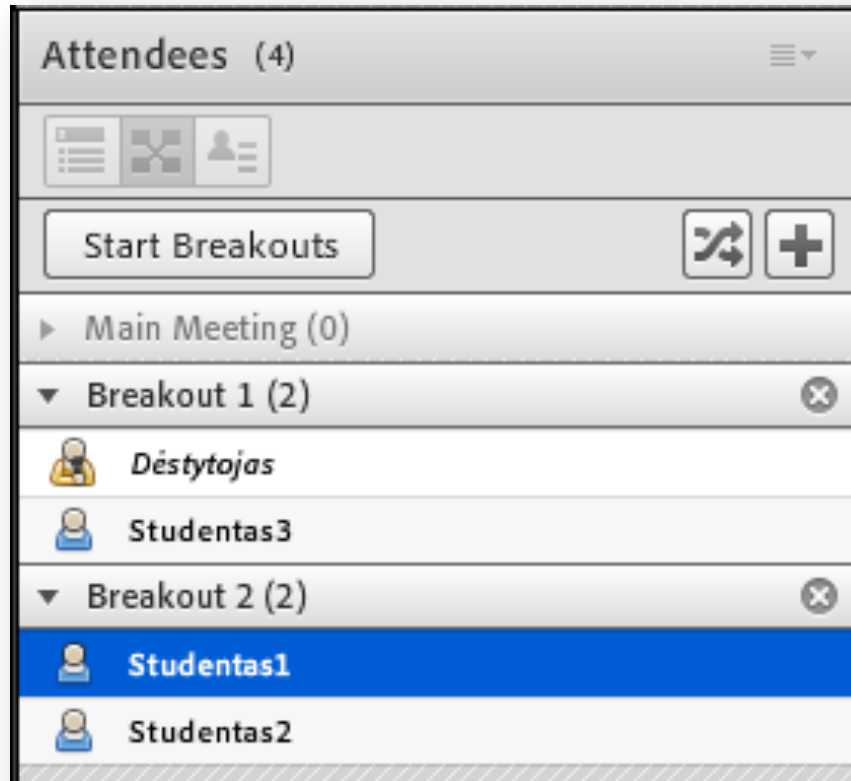 Attendees (4)
Start Breakouts
Main Meeting (0)
Breakout 1 (2)
Dėstytojas
Studentas3
Breakout 2 (2)
Studentas1
Studentas2